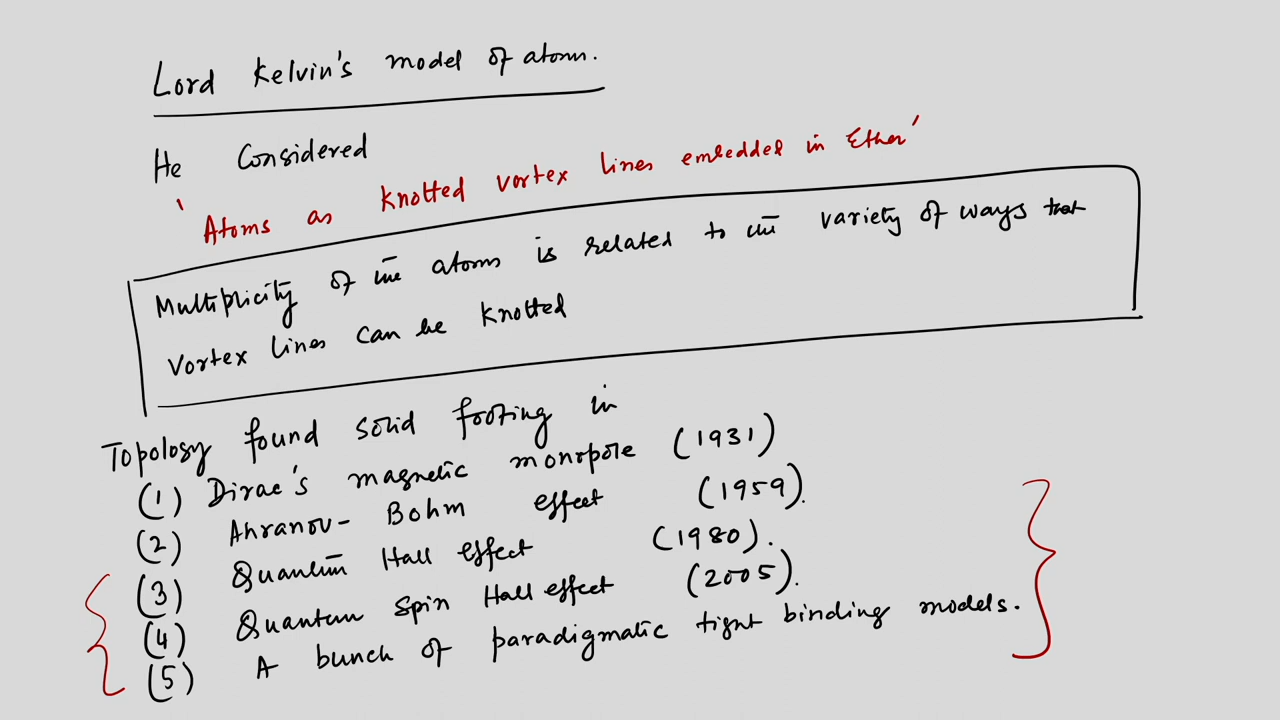 Lord Kelvin's model of atom.
He Considered
'Atoms as knotted vortex lines embedded in Ether'
Multiplicity of the atoms is related to the variety of ways that
Vortex lines can be knotted
Topology found solid footing in
(1) Dirac's magnetic monopole (1931)
(2) Ahranov-Bohm effect (1959).
(3) Quantum Hall effect (1980).
(4) Quantum Spin Hall effect (2005).
(5) A bunch of paradigmatic tight binding models.